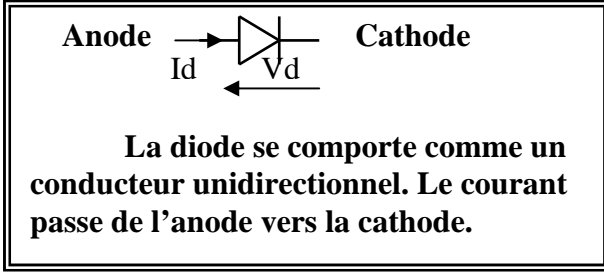 Anode Cathode
Id Vd
La diode se comporte comme un
conducteur unidirectionnel. Le courant
passe de l’anode vers la cathode.